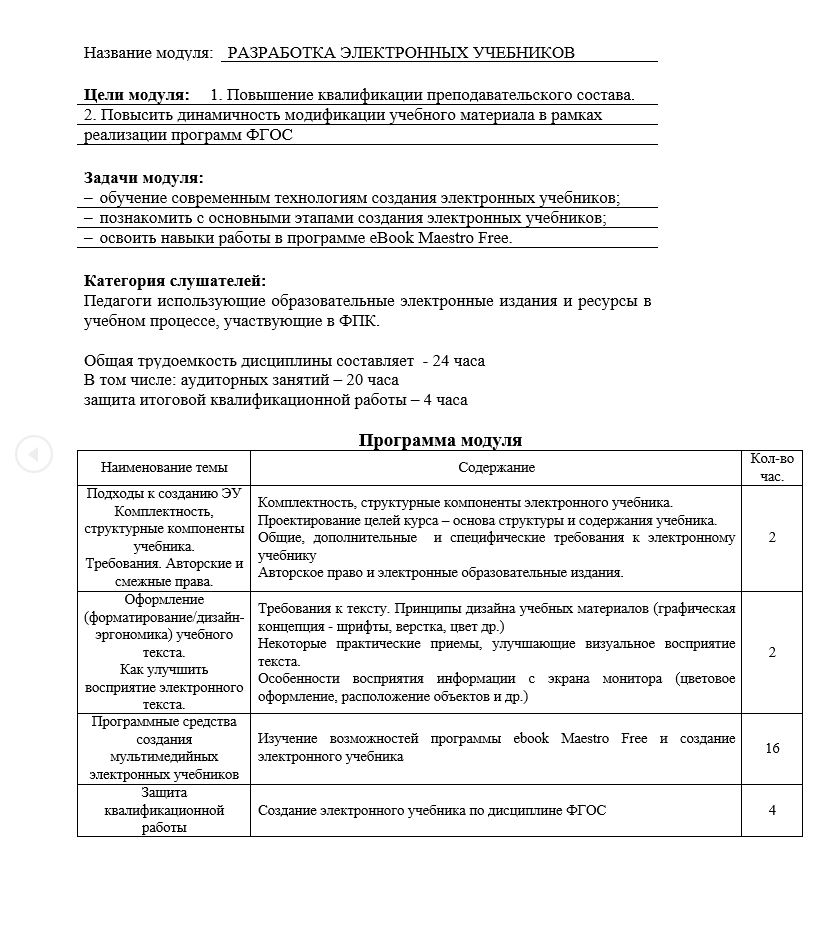 Название модуля: РАЗРАБОТКА ЭЛЕКТРОННЫХ УЧЕБНИКОВ
Цели модуля: 1. Повышение квалификации преподавательского состава.
2. Повысить динамичность модификации учебного материала в рамках
реализации программ ФГОС
Задачи модуля:
– обучение современным технологиям создания электронных учебников;
– познакомить с основными этапами создания электронных учебников;
– освоить навыки работы в программе eBook Maestro Free.
Категория слушателей:
Педагоги использующие образовательные электронные издания и ресурсы в
учебном процессе, участвующие в ФПК.
Общая трудоемкость дисциплины составляет - 24 часа
В том числе: аудиторных занятий – 20 часа
защита итоговой квалификационной работы – 4 часа
Программа модуля
Наименование темы
Содержание
Кол-во
час.
Подходы к созданию ЭУ
Комплектность,
структурные компоненты
учебника.
Требования. Авторские и
смежные права.
Комплектность, структурные компоненты электронного учебника.
Проектирование целей курса – основа структуры и содержания учебника.
Общие, дополнительные и специфические требования к электронному
учебнику
Авторское право и электронные образовательные издания.
2
Оформление
(форматирование/дизайн-
эргономика) учебного
текста.
Как улучшить
восприятие электронного
текста.
Требования к тексту. Принципы дизайна учебных материалов (графическая
концепция - шрифты, верстка, цвет др.)
Некоторые практические приемы, улучшающие визуальное восприятие
текста.
Особенности восприятия информации с экрана монитора (цветовое
оформление, расположение объектов и др.)
2
Программные средства
создания
мультимедийных
электронных учебников
Изучение возможностей программы ebook Maestro Free и создание
электронного учебника
16
Защита
квалификационной
работы
Создание электронного учебника по дисциплине ФГОС
4